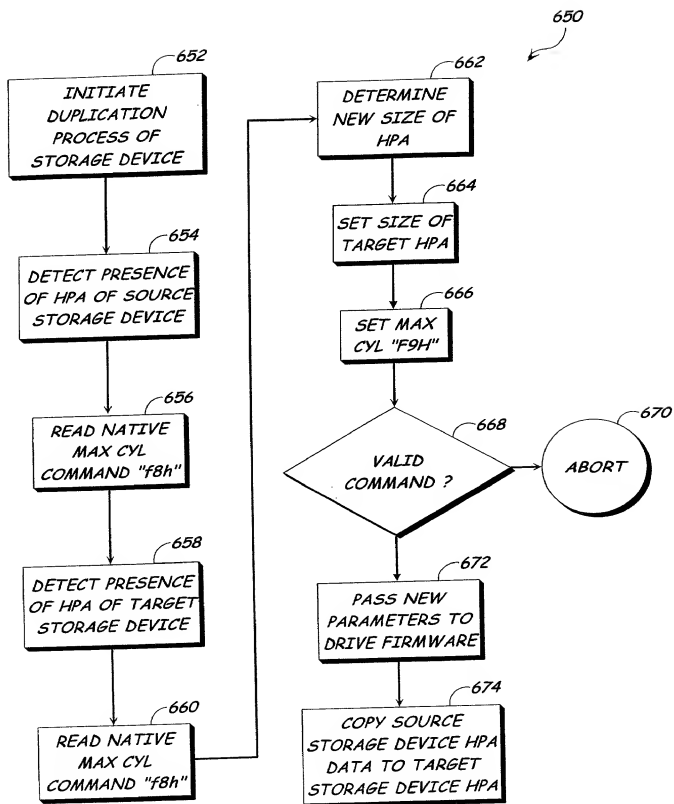 650
652
INITIATE
DUPLICATION
PROCESS OF
STORAGE DEVICE
654
DETECT PRESENCE
OF HPA OF SOURCE
STORAGE DEVICE
656
READ NATIVE
MAX CYL
COMMAND "f8h"
658
DETECT PRESENCE
OF HPA OF TARGET
STORAGE DEVICE
660
READ NATIVE
MAX CYL
COMMAND "f8h"
662
DETERMINE
NEW SIZE OF
HPA
664
SET SIZE OF
TARGET HPA
666
SET MAX
CYL "F9H"
668
VALID
COMMAND ?
670
ABORT
672
PASS NEW
PARAMETERS TO
DRIVE FIRMWARE
674
COPY SOURCE
STORAGE DEVICE HPA
DATA TO TARGET
STORAGE DEVICE HPA